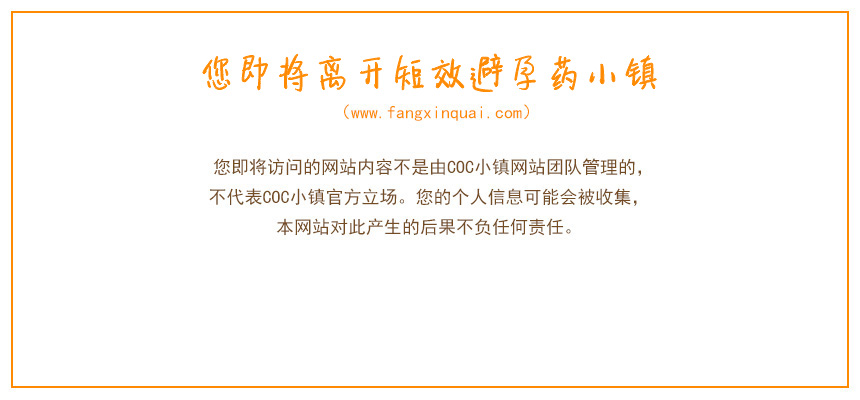 您即将离开短效避孕药小镇
（www.fangxinquai.com）
您即将访问的网站内容不是由COC小镇网站团队管理的，
不代表COC小镇官方立场。您的个人信息可能会被收集，
本网站对此产生的后果不负任何责任。